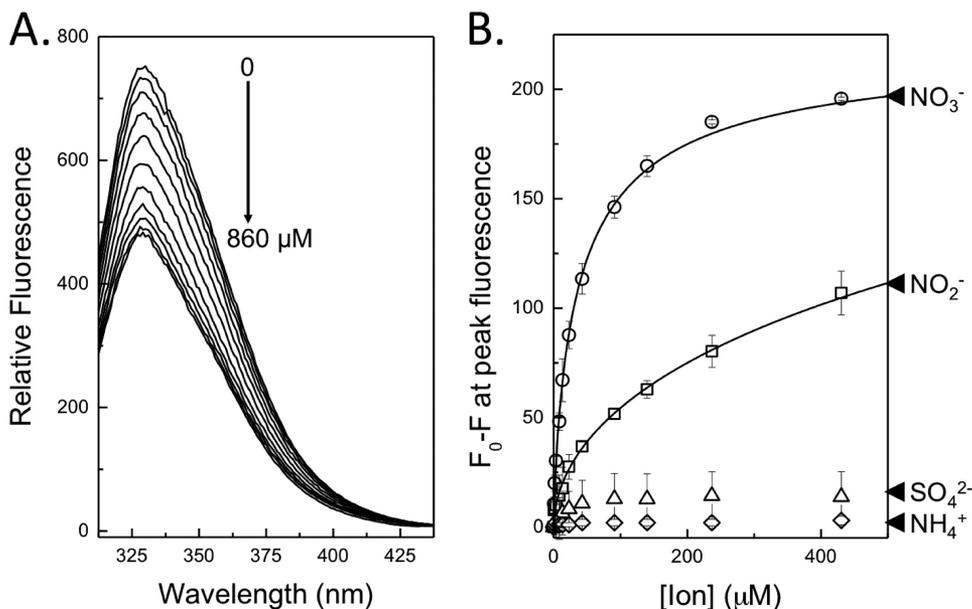 A.
800
600
400
200
0
325
350
375
400
425
Relative Fluorescence
Wavelength (nm)
0
860 µM
B.
200
150
100
50
0
0
200
400
F₀-F at peak fluorescence
[Ion] (µM)
NO₃⁻
NO₂⁻
SO₄²⁻
NH₄⁺